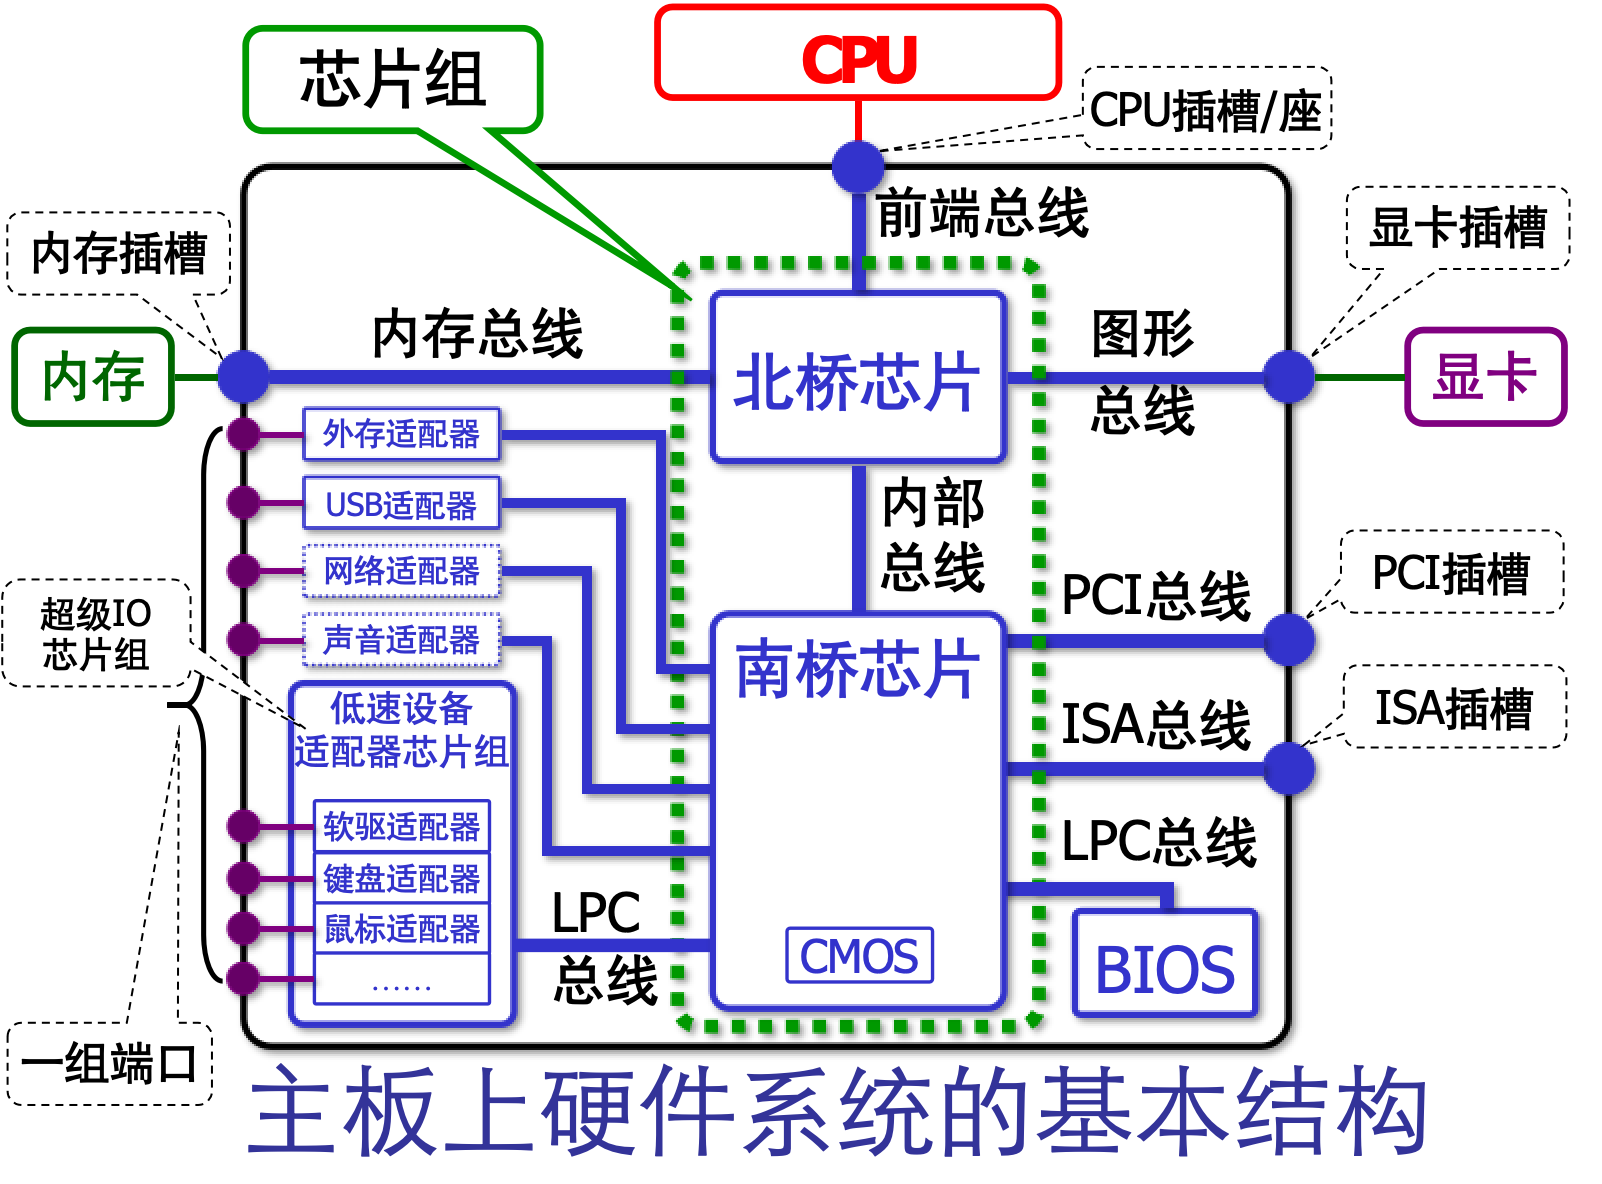 芯片组
CPU
CPU插槽/座
前端总线
内存插槽
显卡插槽
内存总线
图形
总线
内存
北桥芯片
显卡
外存适配器
USB适配器
网络适配器
声音适配器
内部
总线
超级IO
芯片组
PCI总线
PCI插槽
南桥芯片
低速设备
适配器芯片组
ISA总线
ISA插槽
软驱适配器
键盘适配器
鼠标适配器
……
LPC总线
LPC
总线
CMOS
BIOS
一组端口
主板上硬件系统的基本结构